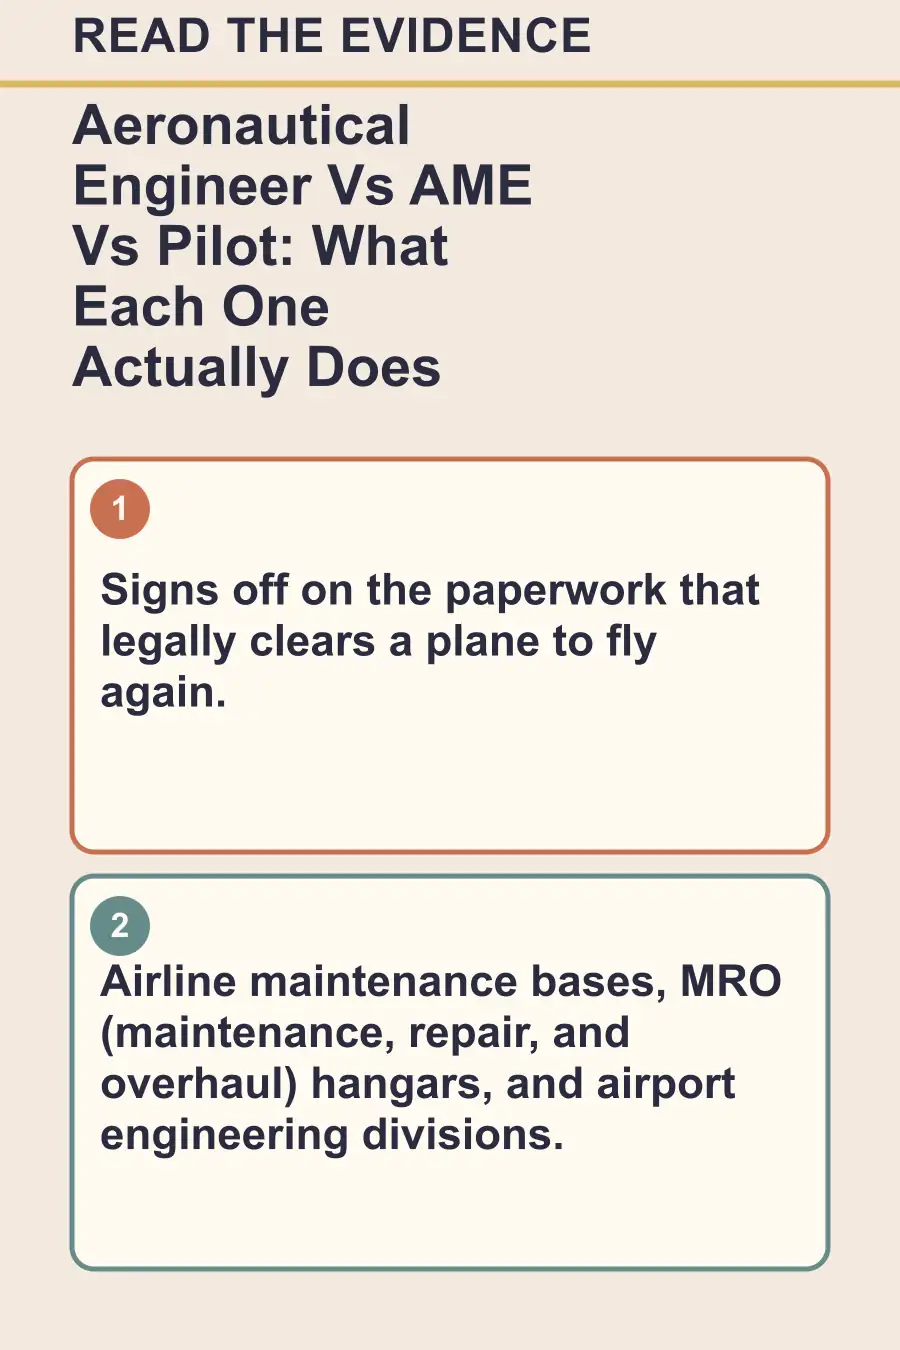 READ THE EVIDENCE
Aeronautical
Engineer Vs AME
Vs Pilot: What
Each One
Actually Does
1
Signs off on the paperwork that
legally clears a plane to fly
again.
2
Airline maintenance bases, MRO
(maintenance, repair, and
overhaul) hangars, and airport
engineering divisions.